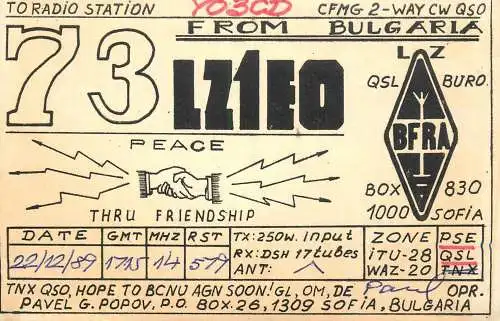 TO RADIO STATION YO3CD CFMG 2-WAY CW QSO
FROM BULGARIA
73 LZ1EO
LZ
QSL BURO
BFRA
PEACE
BOX 830
1000 SOFiA
THRU FRIENDSHIP
DATE GMT MHZ RST TX:250W. input ZONE PSE
RX:DSH 17tubes iTU-28 QSL
22/12/89 1715 14 579 ANT: WAZ-20 TNX
TNX QSO, HOPE TO BCNU AGN SOON! GL, OM, DE Paul OPR.
PAVEL G. POPOV. P.O. BOX.26, 1309 SOFiA, BULGARIA